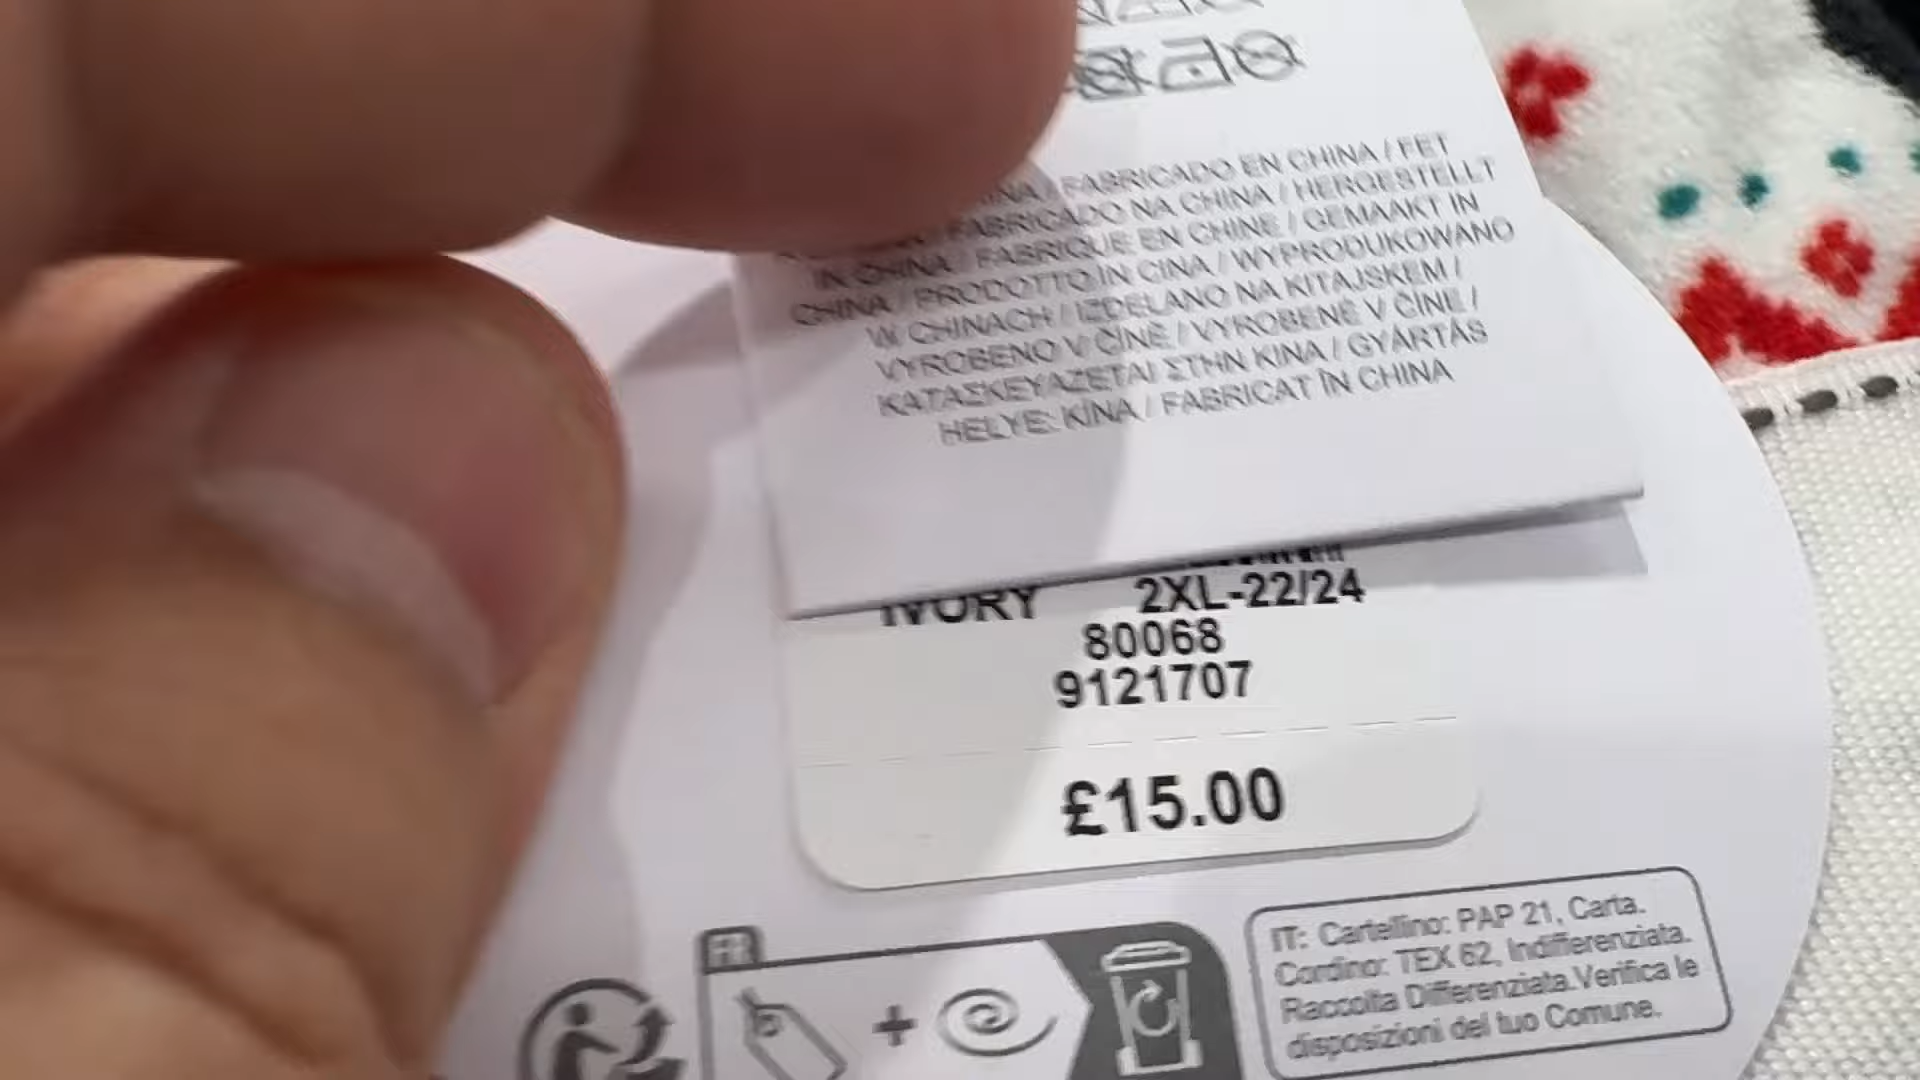 FABRICADO EN CHINA / FET
FABRICADO NA CHINA / HERGESTELLT
IN CHINA / FABRIQUE EN CHINE / GEMAAKT IN
CHINA / PRODOTTO IN CINA / WYPRODUKOWANO
W CHINACH / IZDELANO NA KITAJSKEM /
VYROBENO V ČÍNĚ / VYROBENÉ V ČÍNE /
ΚΑΤΑΣΚΕΥΑΖΕΤΑΙ ΣΤΗΝ ΚΙΝΑ / GYÁRTÁS
HELYE: KÍNA / FABRICAT ÎN CHINA
IVORY 2XL-22/24
80068
9121707
£15.00
FR
+
IT: Cartellino: PAP 21, Carta.
Cordino: TEX 62, Indifferenziata.
Raccolta Differenziata.Verifica le
disposizioni del tuo Comune.